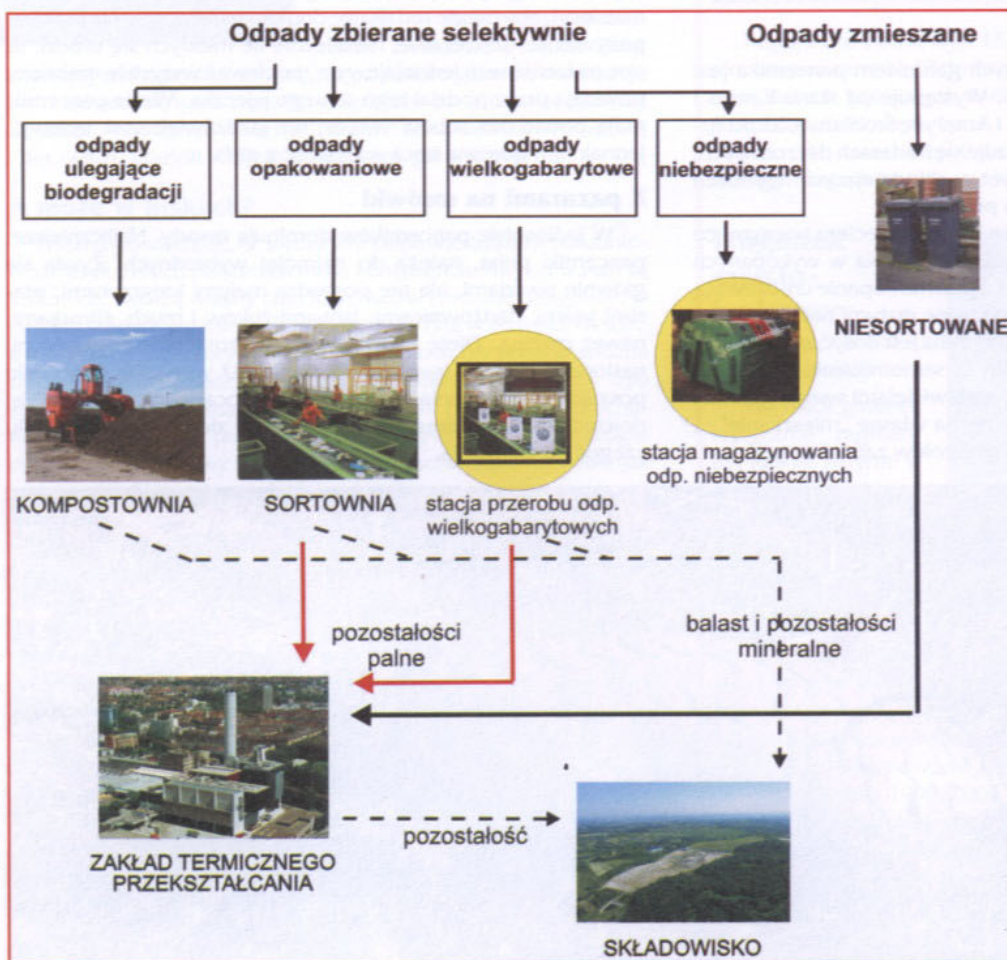 Odpady zbierane selektywnie
Odpady zmieszane
odpady
ulegające
biodegradacji
odpady
opakowaniowe
odpady
wielkogabarytowe
odpady
niebezpieczne
NIESORTOWANE
KOMPOSTOWNIA
SORTOWNIA
stacja przerobu odp.
wielkogabarytowych
stacja magazynowania
odp. niebezpiecznych
pozostałości
palne
balast i pozostałości
mineralne
ZAKŁAD TERMICZNEGO
PRZEKSZTAŁCANIA
pozostałość
SKŁADOWISKO